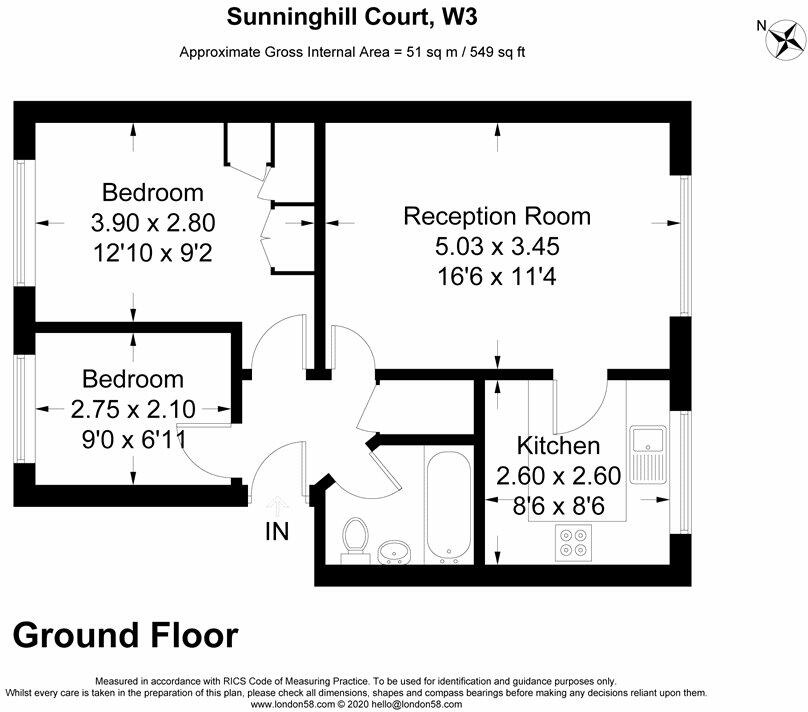 Sunninghill Court, W3
Approximate Gross Internal Area = 51 sq m / 549 sq ft
N
Bedroom
3.90 x 2.80
12'10 x 9'2
Reception Room
5.03 x 3.45
16'6 x 11'4
Bedroom
2.75 x 2.10
9'0 x 6'11
Kitchen
2.60 x 2.60
8'6 x 8'6
IN
Ground Floor
Measured in accordance with RICS Code of Measuring Practice. To be used for identification and guidance purposes only.
Whilst every care is taken in the preparation of this plan, please check all dimensions, shapes and compass bearings before making any decisions reliant upon them.
www.london58.com © 2020 hello@london58.com